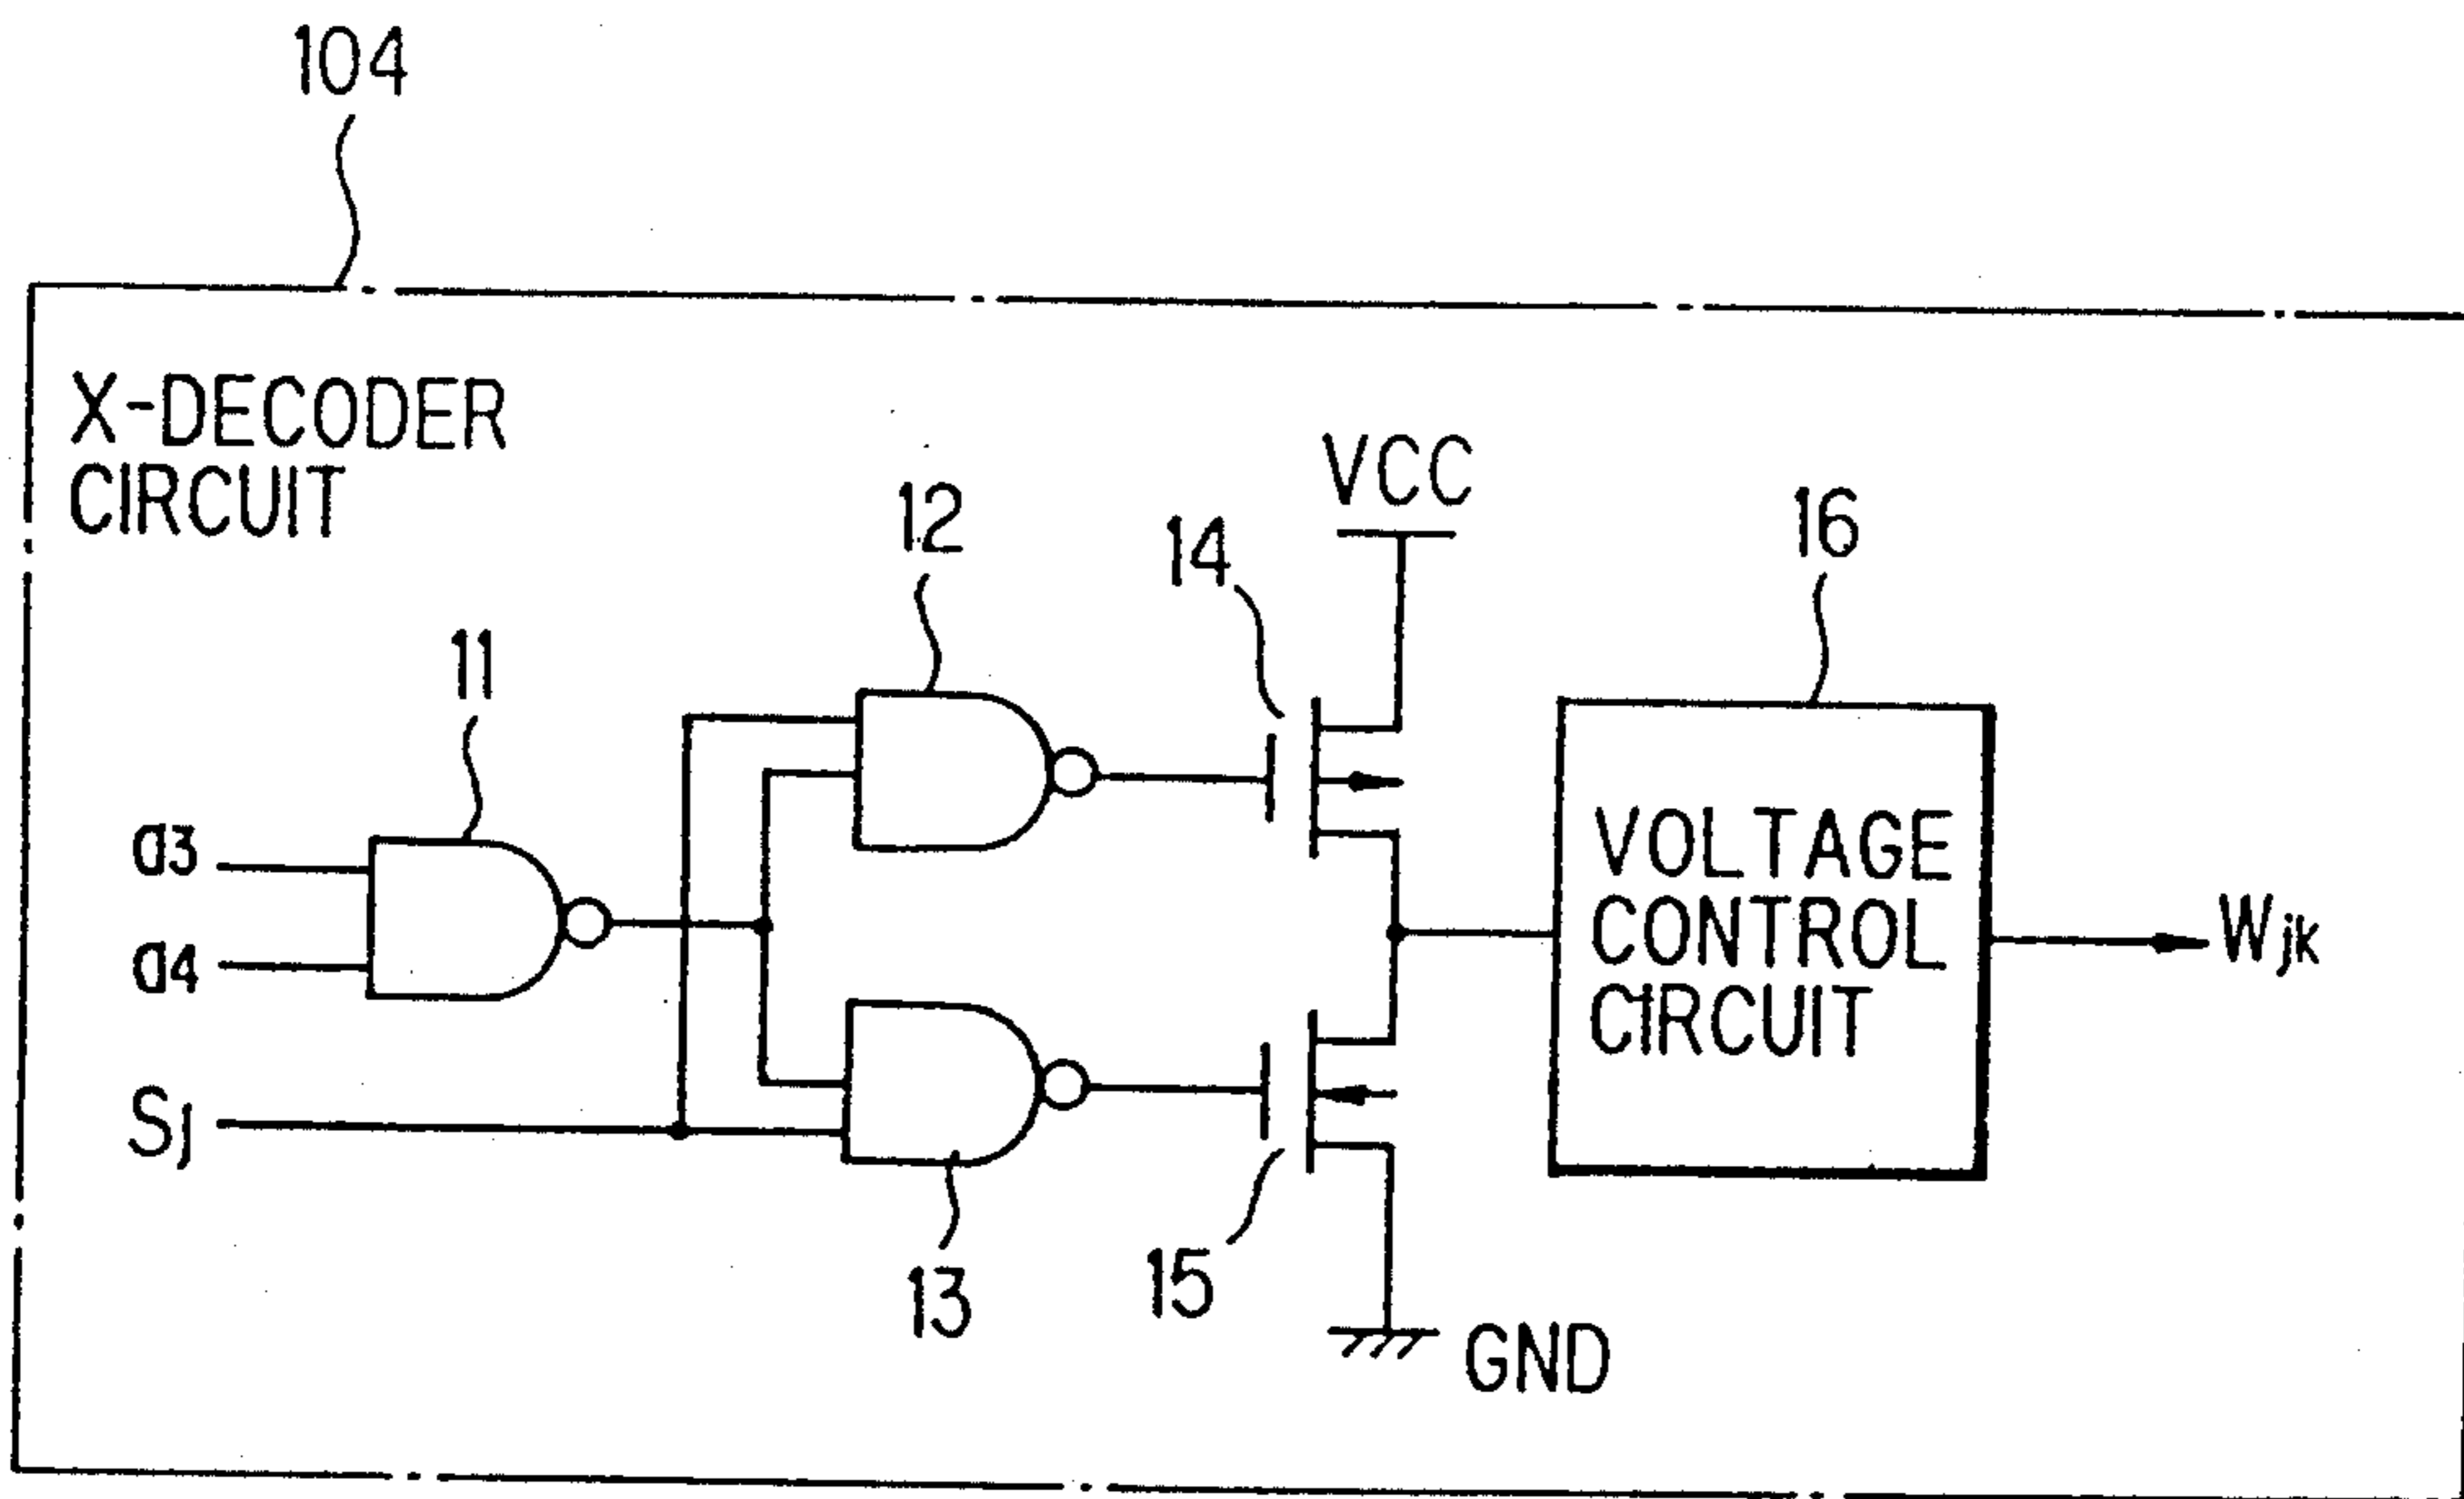 104
X-DECODER
CIRCUIT
VCC
12
14
16
11
a3
a4
Sj
VOLTAGE
CONTROL
CIRCUIT
Wjk
13
15
GND